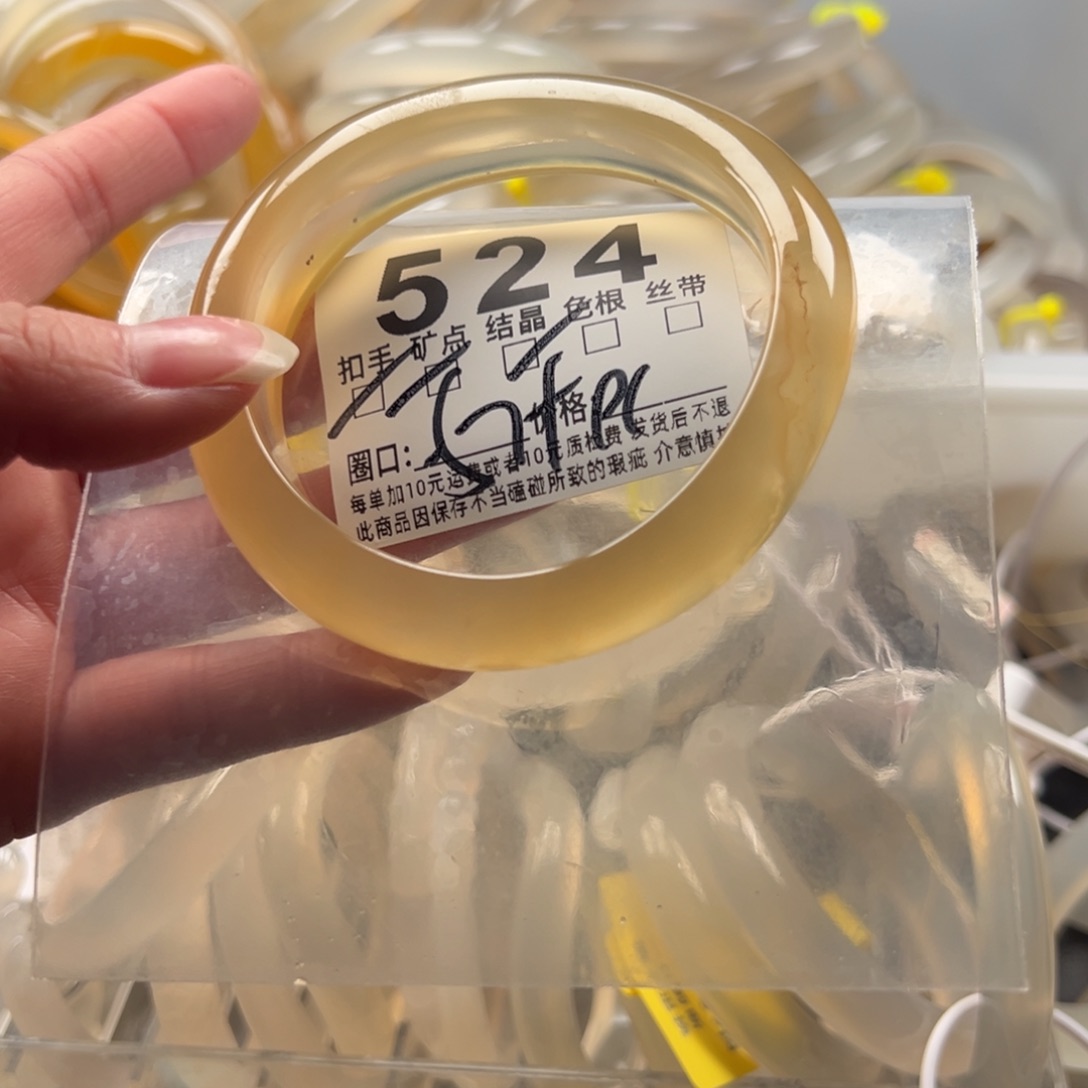 524
扣手 矿点 结晶 色根 丝带
圈口: 价格
每单加10元运费或者10元质检费 发货后不退
此商品因保存不当磕碰所致的瑕疵 介意慎拍